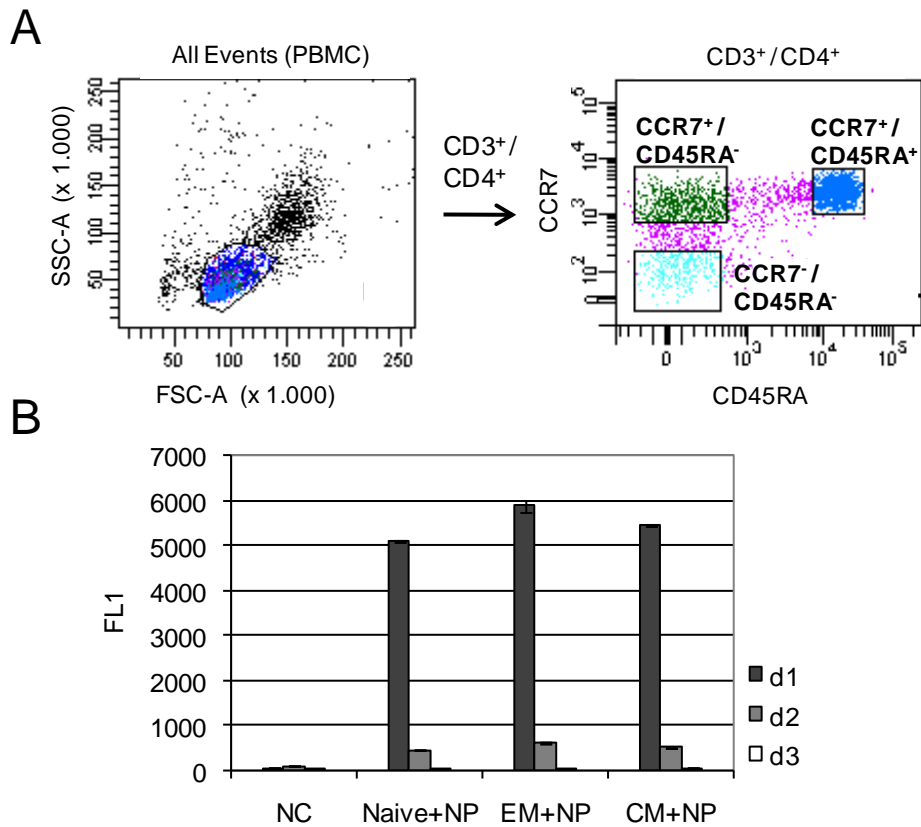 A
All Events (PBMC)
SSC-A (x 1.000)
250
200
150
100
50
50 100 150 200 250
FSC-A (x 1.000)
CD3⁺/
CD4⁺
CD3⁺/CD4⁺
CCR7
10⁵
10⁴
10³
10²
CCR7⁺/
CD45RA⁻
CCR7⁺/
CD45RA⁺
CCR7⁻/
CD45RA⁻
0 10³ 10⁴ 10⁵
CD45RA
B
FL1
7000
6000
5000
4000
3000
2000
1000
0
NC Naive+NP EM+NP CM+NP
d1
d2
d3